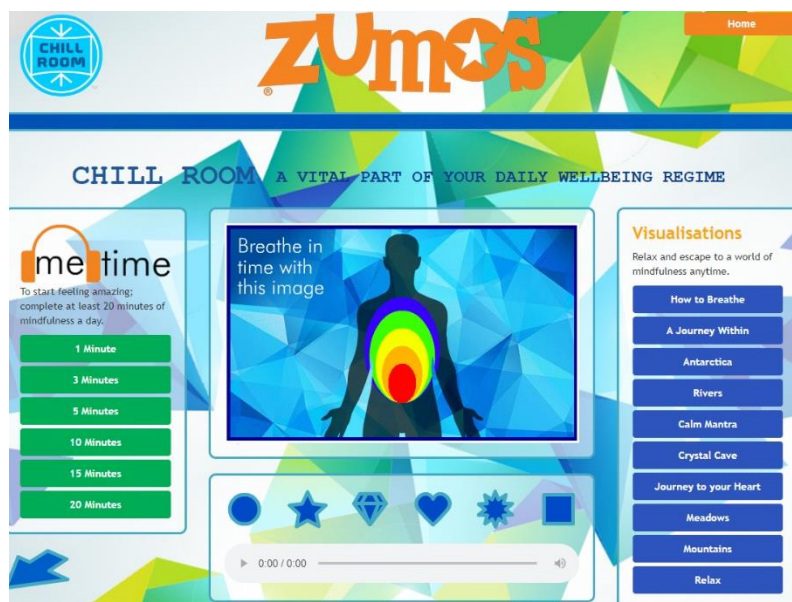 CHILL
ROOM
zumos
®
Home
CHILL ROOM A VITAL PART OF YOUR DAILY WELLBEING REGIME
me time
To start feeling amazing;
complete at least 20 minutes of
mindfulness a day.
1 Minute
3 Minutes
5 Minutes
10 Minutes
15 Minutes
20 Minutes
Breathe in
time with
this image
0:00 / 0:00
Visualisations
Relax and escape to a world of
mindfulness anytime.
How to Breathe
A Journey Within
Antarctica
Rivers
Calm Mantra
Crystal Cave
Journey to your Heart
Meadows
Mountains
Relax